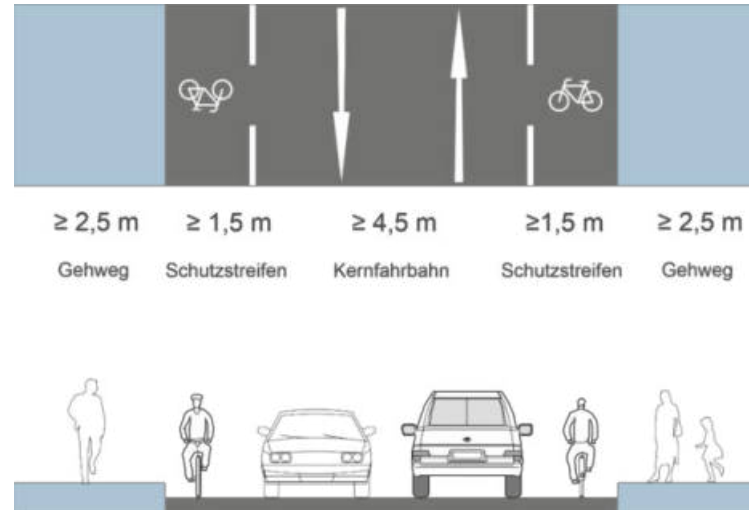 ≥ 2,5 m ≥ 1,5 m ≥ 4,5 m ≥1,5 m ≥ 2,5 m
Gehweg Schutzstreifen Kernfahrbahn Schutzstreifen Gehweg